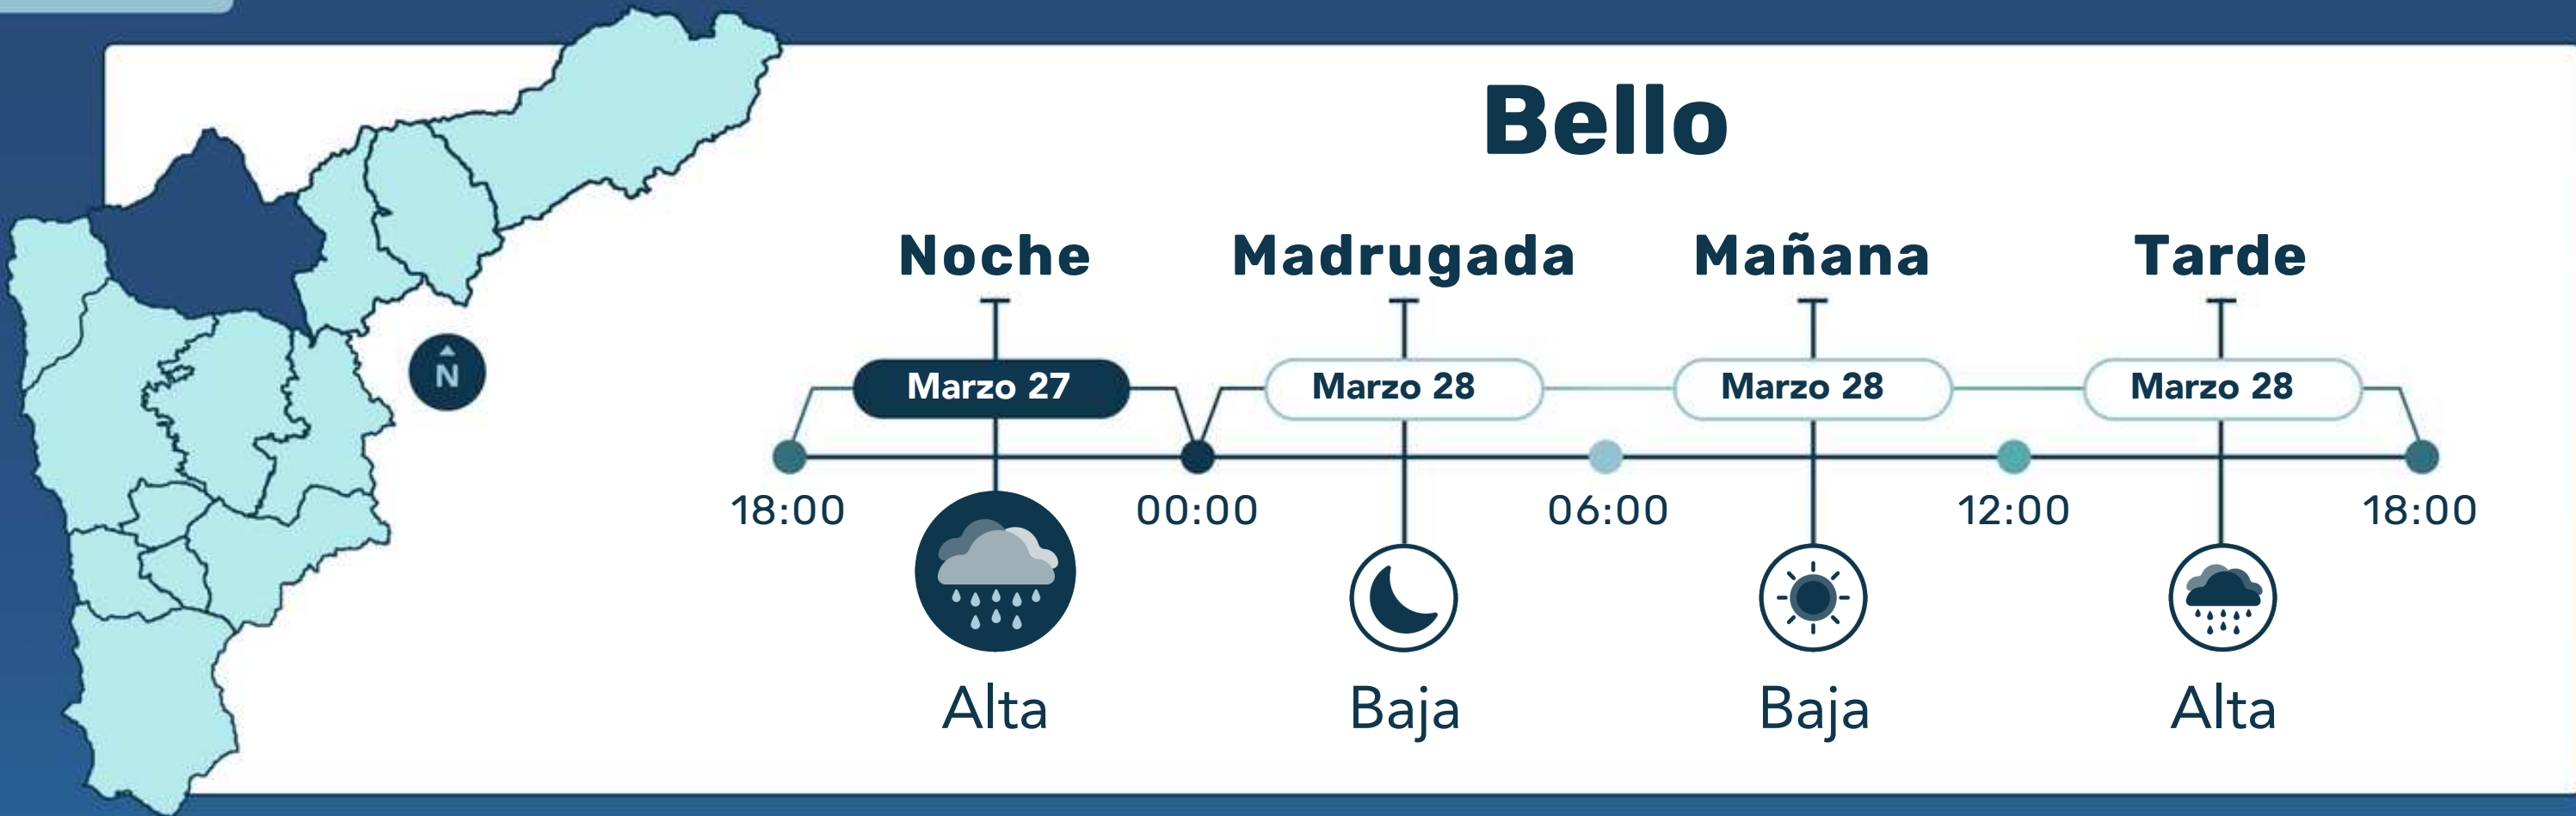 Bello
Noche Madrugada Mañana Tarde
Marzo 27 Marzo 28 Marzo 28 Marzo 28
N
18:00 00:00 06:00 12:00 18:00
Alta Baja Baja Alta